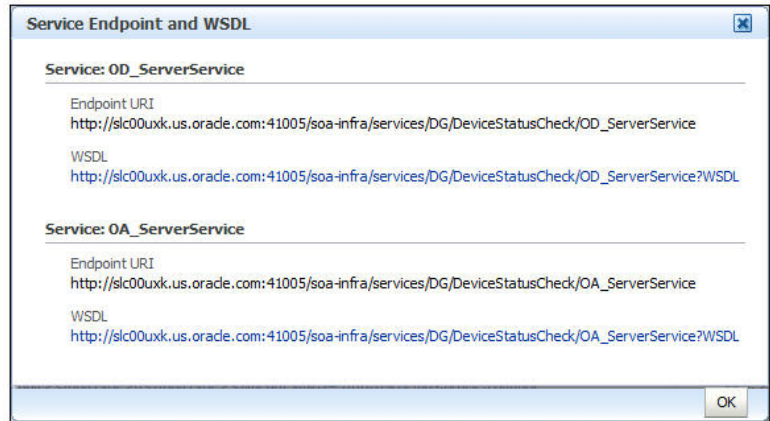 Service Endpoint and WSDL
Service: OD_ServerService
Endpoint URI
http://slc00uxk.us.oracle.com:41005/soa-infra/services/DG/DeviceStatusCheck/OD_ServerService
WSDL
http://slc00uxk.us.oracle.com:41005/soa-infra/services/DG/DeviceStatusCheck/OD_ServerService?WSDL
Service: OA_ServerService
Endpoint URI
http://slc00uxk.us.oracle.com:41005/soa-infra/services/DG/DeviceStatusCheck/OA_ServerService
WSDL
http://slc00uxk.us.oracle.com:41005/soa-infra/services/DG/DeviceStatusCheck/OA_ServerService?WSDL
OK